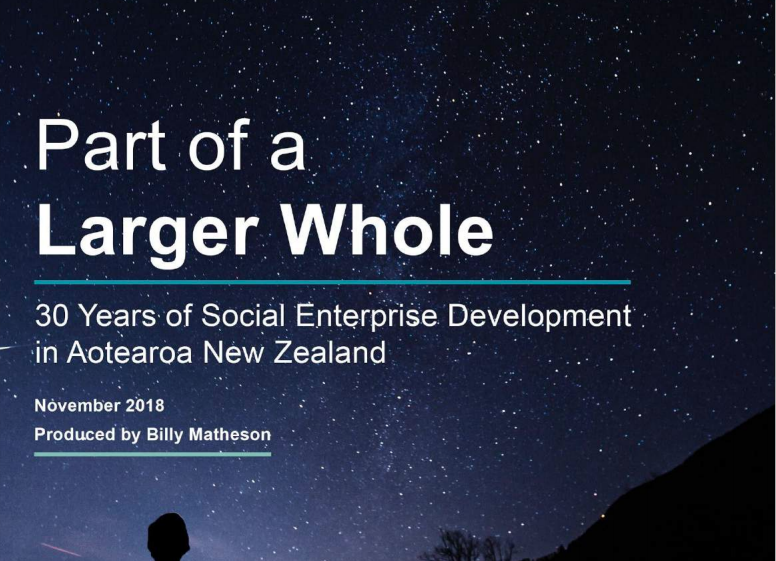 Part of a
Larger Whole
30 Years of Social Enterprise Development
in Aotearoa New Zealand
November 2018
Produced by Billy Matheson